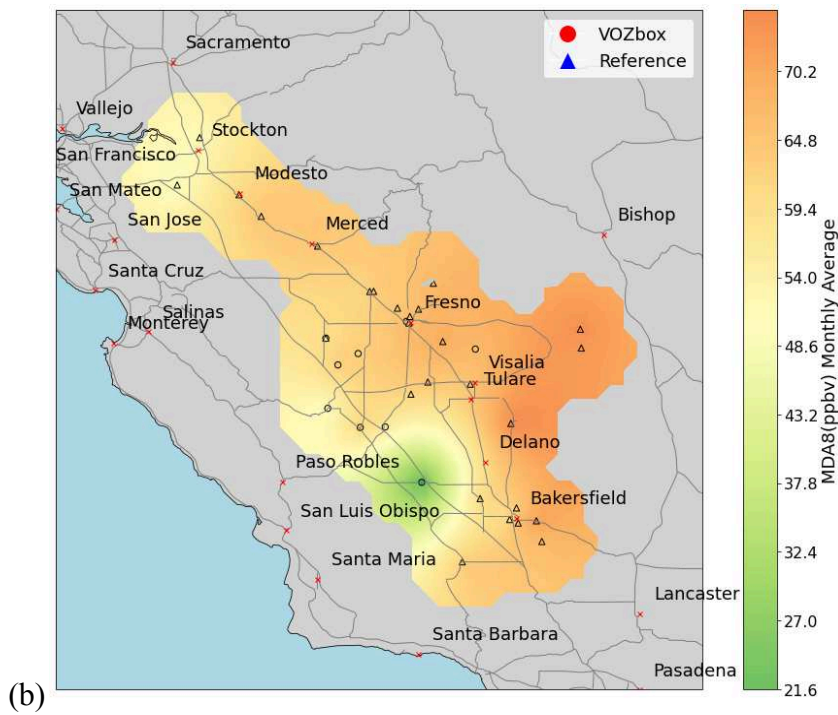 VOZbox
Reference
Sacramento
Vallejo
Stockton
San Francisco
Modesto
San Mateo
San Jose
Merced
Bishop
Santa Cruz
Salinas
Monterey
Fresno
Visalia
Tulare
Delano
Paso Robles
Bakersfield
San Luis Obispo
Santa Maria
Lancaster
Santa Barbara
Pasadena
70.2
64.8
59.4
54.0
48.6
43.2
37.8
32.4
27.0
21.6
MDA8(ppbv) Monthly Average
(b)